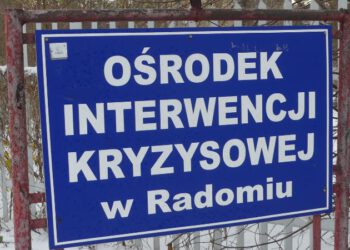 OŚRODEK
INTERWENCJI
KRYZYSOWEJ
w Radomiu